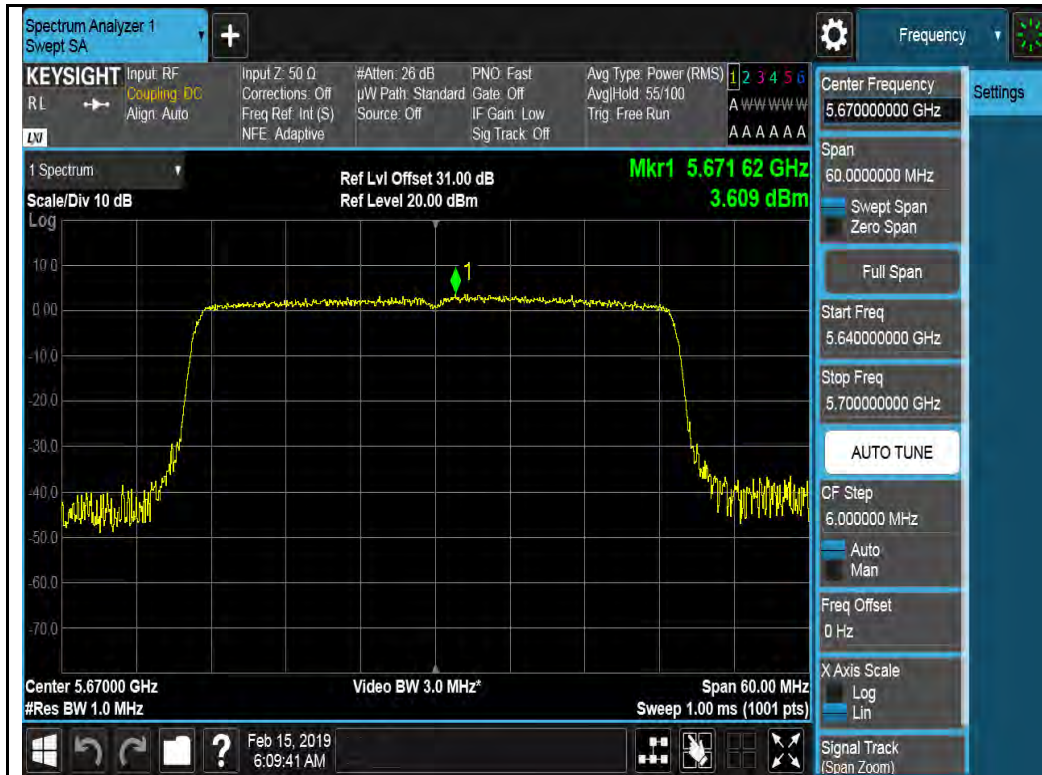 Spectrum Analyzer 1
Swept SA
+
Frequency
KEYSIGHT
RL
LXI
Input: RF
Coupling: DC
Align: Auto
Input Z: 50 Ω
Corrections: Off
Freq Ref: Int (S)
NFE: Adaptive
#Atten: 26 dB
µW Path: Standard
Source: Off
PNO: Fast
Gate: Off
IF Gain: Low
Sig Track: Off
Avg Type: Power (RMS)
Avg|Hold: 55/100
Trig: Free Run
1 2 3 4 5 6
A W W W W W
A A A A A A
1 Spectrum
Scale/Div 10 dB
Ref Lvl Offset 31.00 dB
Ref Level 20.00 dBm
Mkr1 5.671 62 GHz
3.609 dBm
Log
10.0
0.00
-10.0
-20.0
-30.0
-40.0
-50.0
-60.0
-70.0
1
Center 5.67000 GHz
#Res BW 1.0 MHz
Video BW 3.0 MHz*
Span 60.00 MHz
Sweep 1.00 ms (1001 pts)
Center Frequency
5.670000000 GHz
Settings
Span
60.0000000 MHz
Swept Span
Zero Span
Full Span
Start Freq
5.640000000 GHz
Stop Freq
5.700000000 GHz
AUTO TUNE
CF Step
6.000000 MHz
Auto
Man
Freq Offset
0 Hz
X Axis Scale
Log
Lin
Signal Track
(Span Zoom)
?
Feb 15, 2019
6:09:41 AM